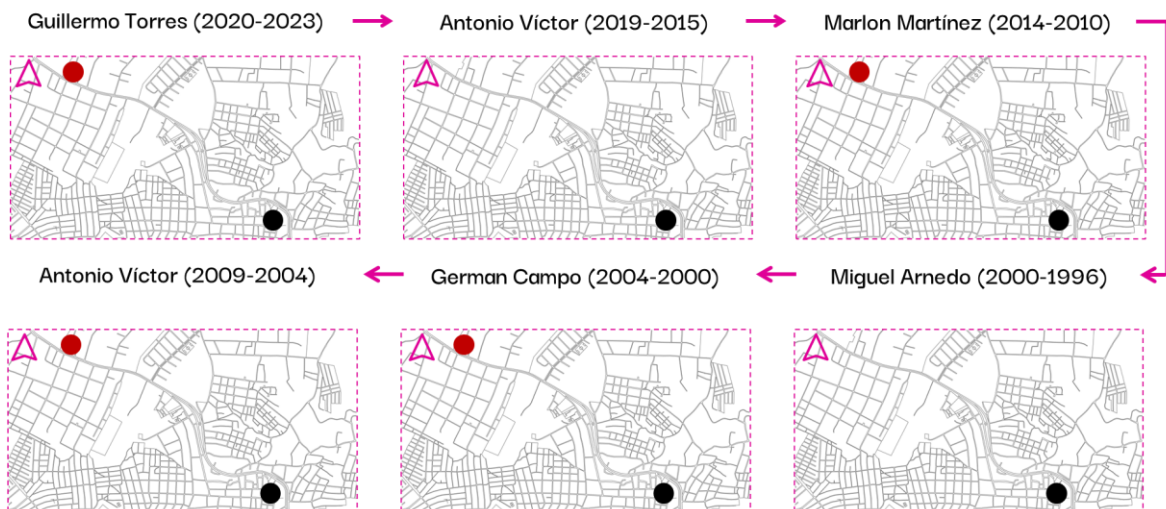 Guillermo Torres (2020-2023)
Antonio Víctor (2019-2015)
Marlon Martínez (2014-2010)
Antonio Víctor (2009-2004)
German Campo (2004-2000)
Miguel Arnedo (2000-1996)